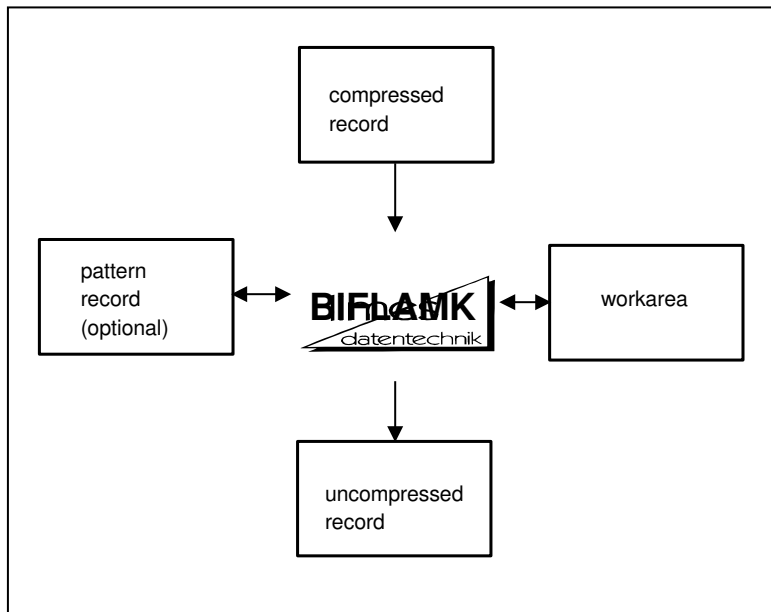 compressed
record
pattern
record
(optional)
BIFLAMK
datentechnik
workarea
uncompressed
record